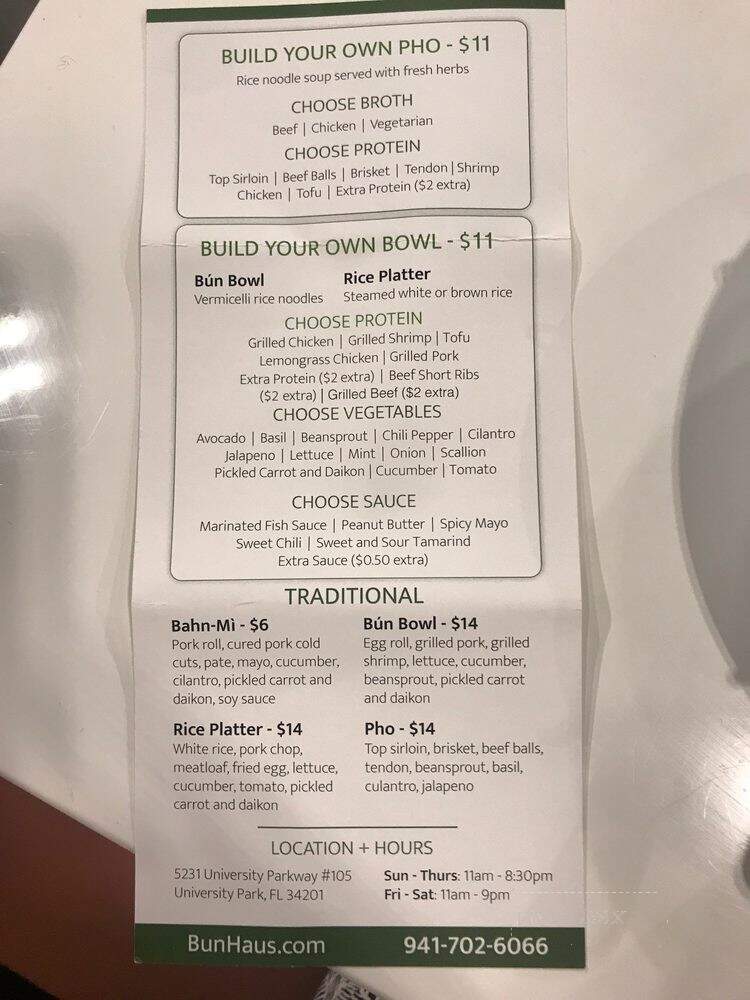 BUILD YOUR OWN PHO - $11
Rice noodle soup served with fresh herbs
CHOOSE BROTH
Beef | Chicken | Vegetarian
CHOOSE PROTEIN
Top Sirloin | Beef Balls | Brisket | Tendon | Shrimp
Chicken | Tofu | Extra Protein ($2 extra)
BUILD YOUR OWN BOWL - $11
Bún Bowl
Vermicelli rice noodles
Rice Platter
Steamed white or brown rice
CHOOSE PROTEIN
Grilled Chicken | Grilled Shrimp | Tofu
Lemongrass Chicken | Grilled Pork
Extra Protein ($2 extra) | Beef Short Ribs
($2 extra) | Grilled Beef ($2 extra)
CHOOSE VEGETABLES
Avocado | Basil | Beansprout | Chili Pepper | Cilantro
Jalapeno | Lettuce | Mint | Onion | Scallion
Pickled Carrot and Daikon | Cucumber | Tomato
CHOOSE SAUCE
Marinated Fish Sauce | Peanut Butter | Spicy Mayo
Sweet Chili | Sweet and Sour Tamarind
Extra Sauce ($0.50 extra)
TRADITIONAL
Bahn-Mì - $6
Pork roll, cured pork cold
cuts, pate, mayo, cucumber,
cilantro, pickled carrot and
daikon, soy sauce
Bún Bowl - $14
Egg roll, grilled pork, grilled
shrimp, lettuce, cucumber,
beansprout, pickled carrot
and daikon
Rice Platter - $14
White rice, pork chop,
meatloaf, fried egg, lettuce,
cucumber, tomato, pickled
carrot and daikon
Pho - $14
Top sirloin, brisket, beef balls,
tendon, beansprout, basil,
culantro, jalapeno
LOCATION + HOURS
5231 University Parkway #105
University Park, FL 34201
Sun - Thurs: 11am - 8:30pm
Fri - Sat: 11am - 9pm
BunHaus.com
941-702-6066